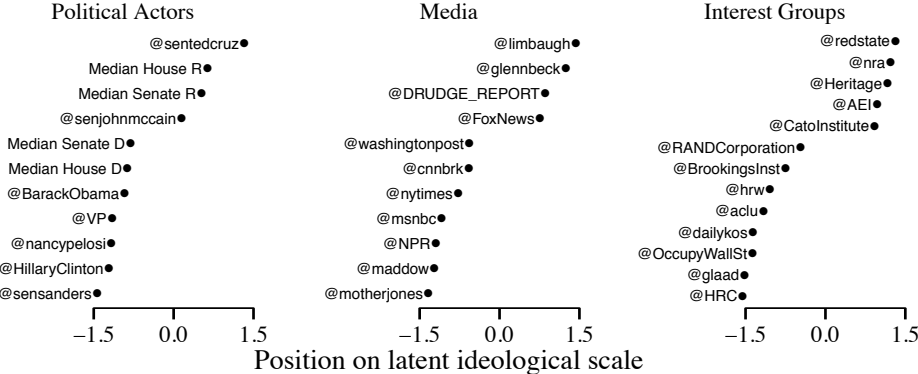 Political Actors
@sentedcruz
Median House R
Median Senate R
@senjohnmccain
Median Senate D
Median House D
@BarackObama
@VP
@nancypelosi
@HillaryClinton
@sensanders
−1.5 0.0 1.5
Media
@limbaugh
@glennbeck
@DRUDGE_REPORT
@FoxNews
@washingtonpost
@cnnbrk
@nytimes
@msnbc
@NPR
@maddow
@motherjones
−1.5 0.0 1.5
Interest Groups
@redstate
@nra
@Heritage
@AEI
@CatoInstitute
@RANDCorporation
@BrookingsInst
@hrw
@aclu
@dailykos
@OccupyWallSt
@glaad
@HRC
−1.5 0.0 1.5
Position on latent ideological scale